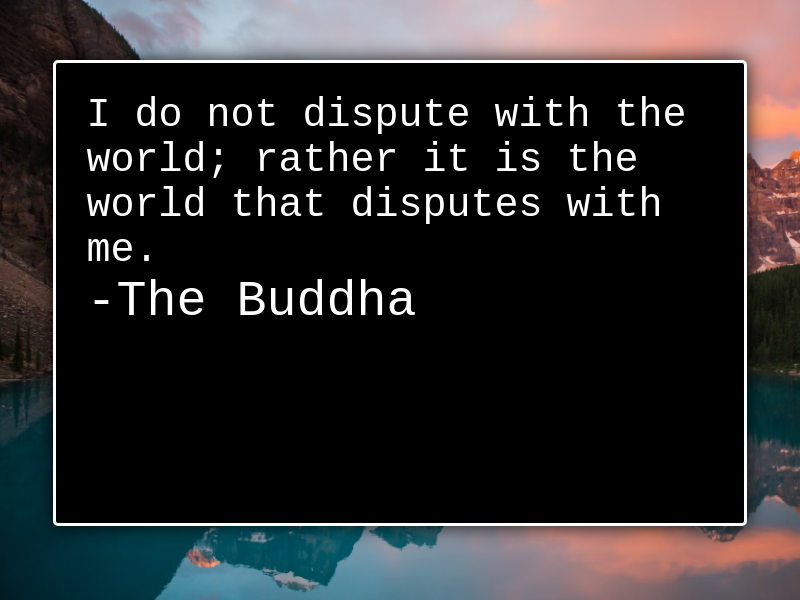 I do not dispute with the
world; rather it is the
world that disputes with
me.
-The Buddha